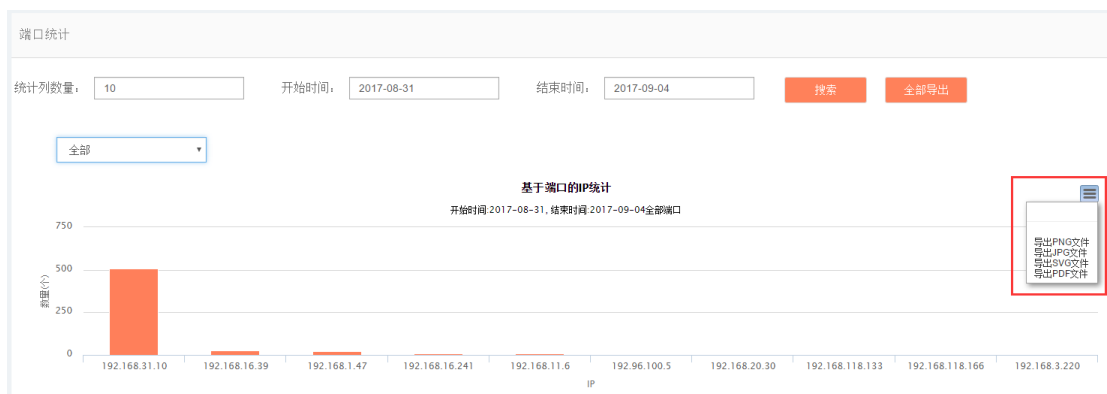 端口统计
统计列数量： 10 开始时间： 2017-08-31 结束时间： 2017-09-04 搜索 全部导出
全部
基于端口的IP统计
开始时间:2017-08-31, 结束时间:2017-09-04全部端口
导出PNG文件
导出JPG文件
导出SVG文件
导出PDF文件
750
500
250
0
数量(个)
192.168.31.10 192.168.16.39 192.168.1.47 192.168.16.241 192.168.11.6 192.96.100.5 192.168.20.30 192.168.118.133 192.168.118.166 192.168.3.220
IP